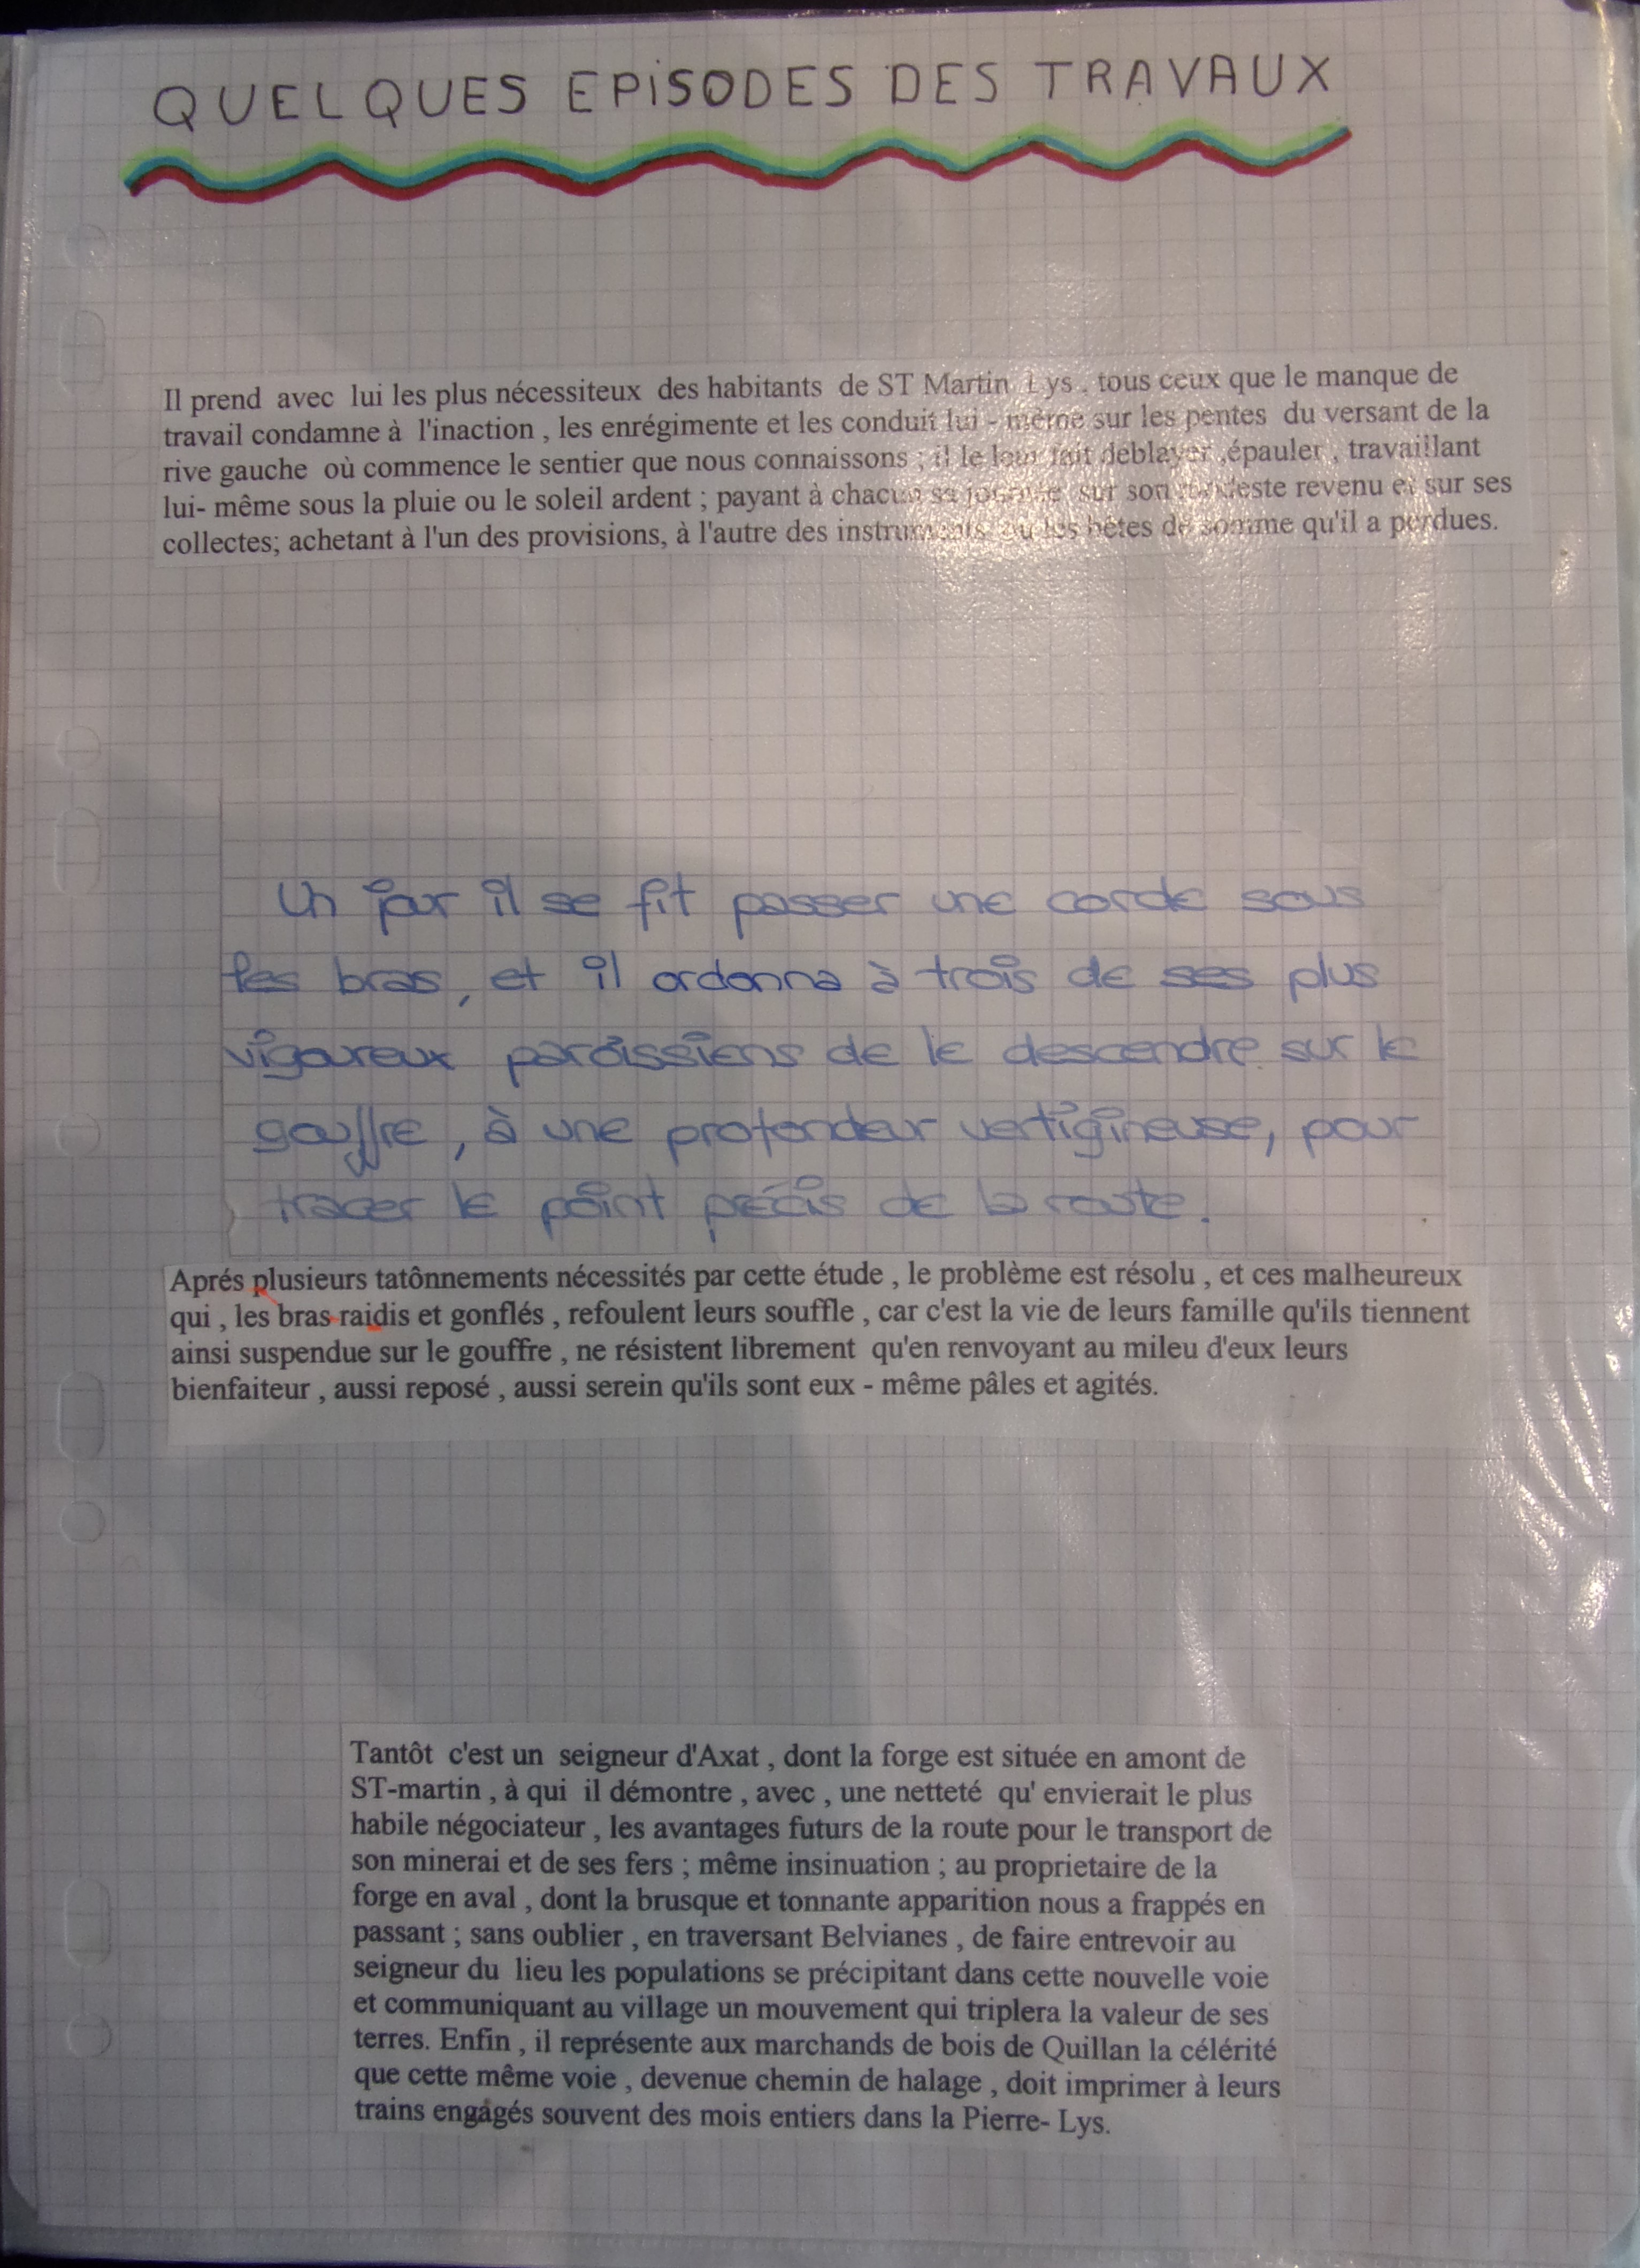 QUELQUES EPISODES DES TRAVAUX
Il prend avec lui les plus nécessiteux des habitants de ST Martin Lys , tous ceux que le manque de
travail condamne à l'inaction , les enrégimente et les conduit lui - même sur les pentes du versant de la
rive gauche où commence le sentier que nous connaissons ; il le leur fait déblayer ,épauler , travaillant
lui- même sous la pluie ou le soleil ardent ; payant à chacun sa journée sur son modeste revenu et sur ses
collectes; achetant à l'un des provisions, à l'autre des instruments ou les bêtes de somme qu'il a perdues.
Un jour il se fit passer une corde sous
les bras, et il ordonna à trois de ses plus
vigoureux paroissiens de le descendre sur le
gouffre, à une profondeur vertigineuse, pour
tracer le point précis de la route.
Aprés plusieurs tatônnements nécessités par cette étude , le problème est résolu , et ces malheureux
qui , les bras raidis et gonflés , refoulent leurs souffle , car c'est la vie de leurs famille qu'ils tiennent
ainsi suspendue sur le gouffre , ne résistent librement qu'en renvoyant au mileu d'eux leurs
bienfaiteur , aussi reposé , aussi serein qu'ils sont eux - même pâles et agités.
Tantôt c'est un seigneur d'Axat , dont la forge est située en amont de
ST-martin , à qui il démontre , avec , une netteté qu' envierait le plus
habile négociateur , les avantages futurs de la route pour le transport de
son minerai et de ses fers ; même insinuation ; au proprietaire de la
forge en aval , dont la brusque et tonnante apparition nous a frappés en
passant ; sans oublier , en traversant Belvianes , de faire entrevoir au
seigneur du lieu les populations se précipitant dans cette nouvelle voie
et communiquant au village un mouvement qui triplera la valeur de ses
terres. Enfin , il représente aux marchands de bois de Quillan la célérité
que cette même voie , devenue chemin de halage , doit imprimer à leurs
trains engagés souvent des mois entiers dans la Pierre- Lys.